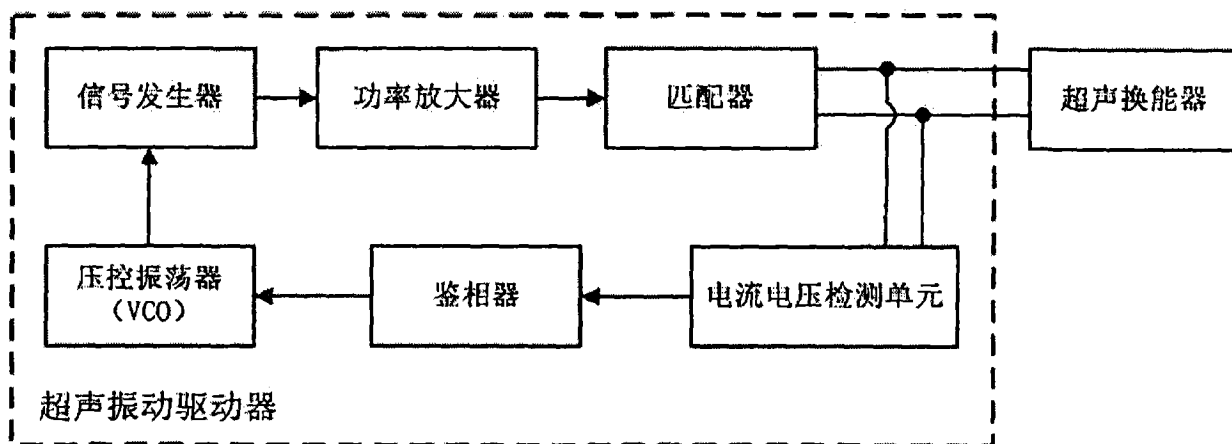 信号发生器
功率放大器
匹配器
超声换能器
压控振荡器
(VCO)
鉴相器
电流电压检测单元
超声振动驱动器